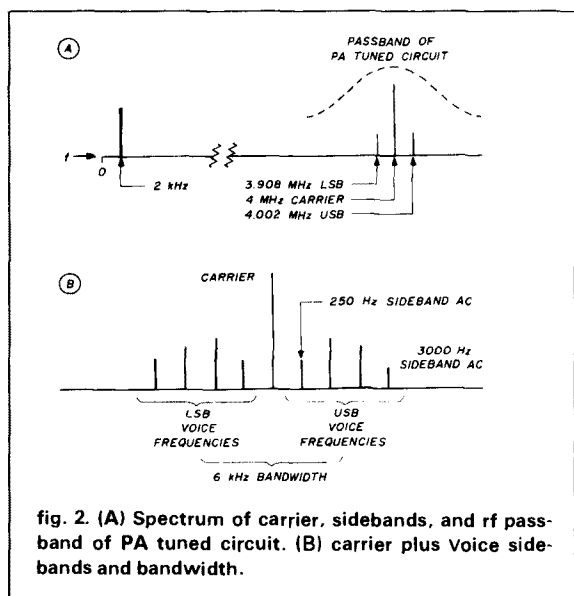 A
PASSBAND OF
PA TUNED CIRCUIT
f
0
2 kHz
3.908 MHz LSB
4 MHz CARRIER
4.002 MHz USB
B
CARRIER
250 Hz SIDEBAND AC
3000 Hz
SIDEBAND AC
LSB
VOICE
FREQUENCIES
USB
VOICE
FREQUENCIES
6 kHz BANDWIDTH
fig. 2. (A) Spectrum of carrier, sidebands, and rf pass-
band of PA tuned circuit. (B) carrier plus Voice side-
bands and bandwidth.